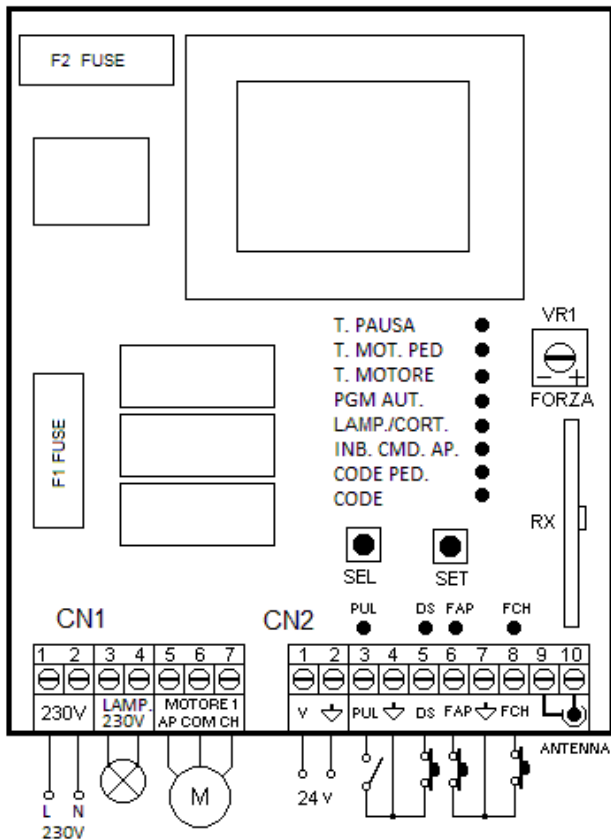 F2 FUSE
T. PAUSA
T. MOT. PED
T. MOTORE
PGM AUT.
LAMP./CORT.
INB. CMD. AP.
CODE PED.
CODE
VR1
- +
FORZA
F1 FUSE
RX
SEL SET
PUL DS FAP FCH
CN1 CN2
1 2 3 4 5 6 7 1 2 3 4 5 6 7 8 9 10
230V LAMP. 230V MOTORE 1 AP COM CH V PUL DS FAP FCH
ANTENNA
M
L N 24 V
230V